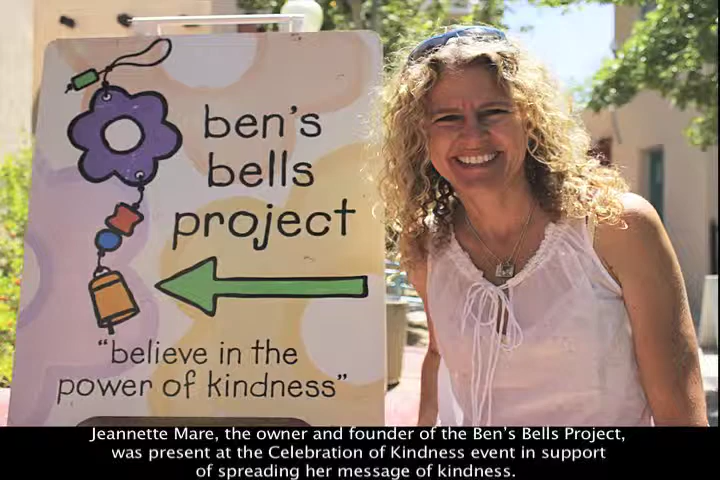 ben's
bells
project
"believe in the
power of kindness"
Jeannette Mare, the owner and founder of the Ben's Bells Project,
was present at the Celebration of Kindness event in support
of spreading her message of kindness.